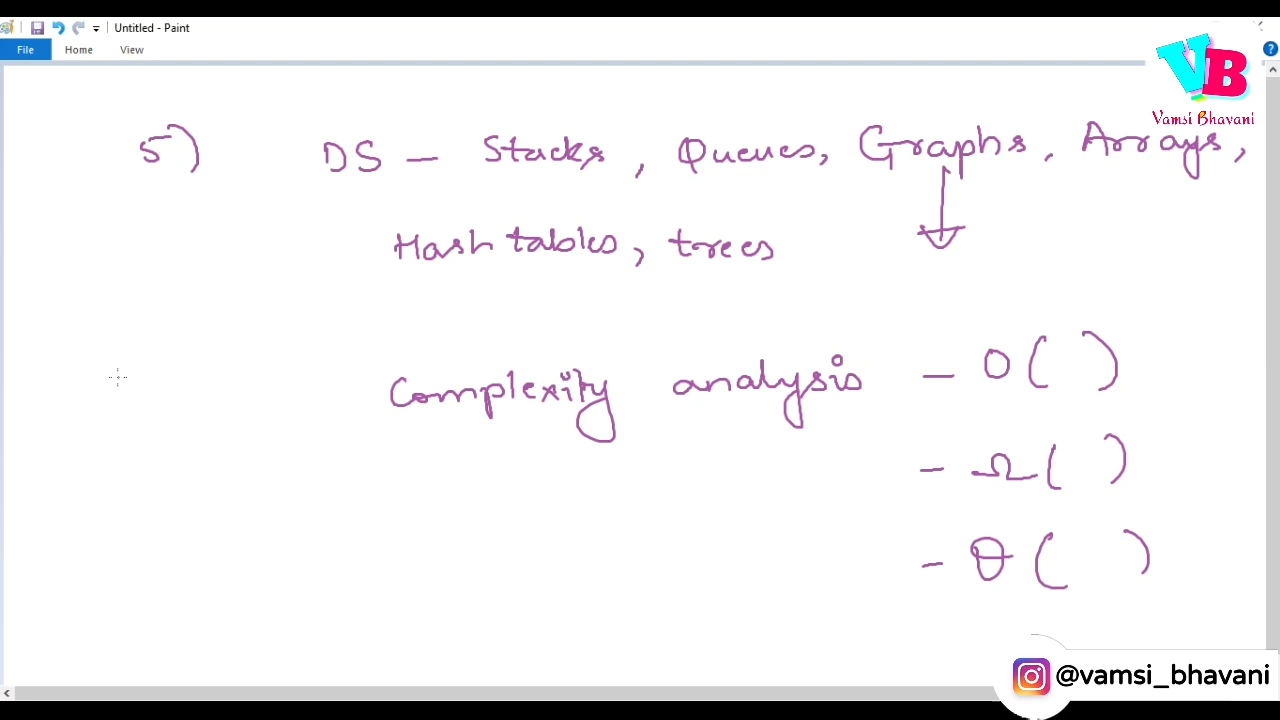 Untitled - Paint
File Home View
VB
Vamsi Bhavani
5) DS - Stacks, Queues, Graphs, Arrays,
Hash tables, trees
Complexity analysis - O( )
- Ω( )
- θ( )
@vamsi_bhavani